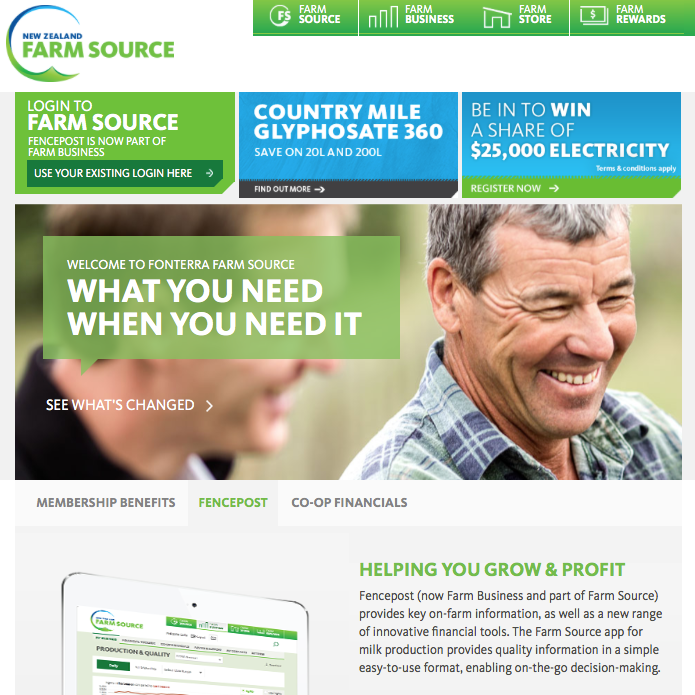 NEW ZEALAND
FARM SOURCE
FS
FARM
SOURCE
FARM
BUSINESS
FARM
STORE
$
FARM
REWARDS
LOGIN TO
FARM SOURCE
FENCEPOST IS NOW PART OF
FARM BUSINESS
USE YOUR EXISTING LOGIN HERE
COUNTRY MILE
GLYPHOSATE 360
SAVE ON 20L AND 200L
FIND OUT MORE
BE IN TO WIN
A SHARE OF
$25,000 ELECTRICITY
Terms & conditions apply
REGISTER NOW
WELCOME TO FONTERRA FARM SOURCE
WHAT YOU NEED
WHEN YOU NEED IT
SEE WHAT'S CHANGED
MEMBERSHIP BENEFITS
FENCEPOST
CO-OP FINANCIALS
HELPING YOU GROW & PROFIT
Fencepost (now Farm Business and part of Farm Source)
provides key on-farm information, as well as a new range
of innovative financial tools. The Farm Source app for
milk production provides quality information in a simple
easy-to-use format, enabling on-the-go decision-making.
FARM SOURCE
PRODUCTION & QUALITY